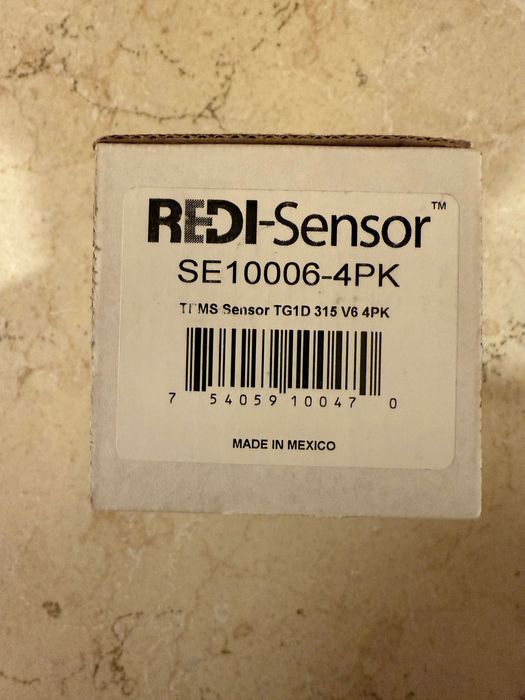 REDI-Sensor™
SE10006-4PK
TPMS Sensor TG1D 315 V6 4PK
7 54059 10047 0
MADE IN MEXICO